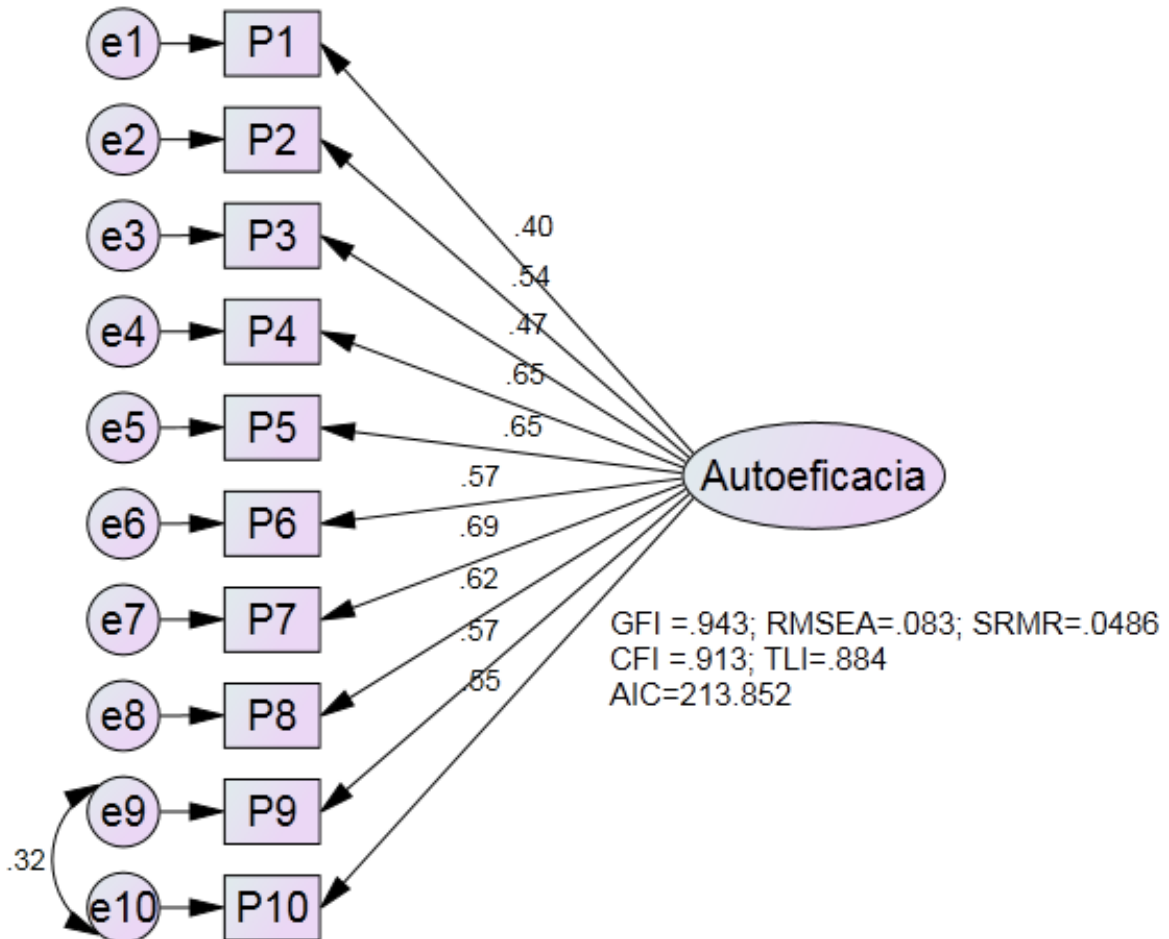 e1 P1
e2 P2
e3 P3
e4 P4
e5 P5
e6 P6
e7 P7
e8 P8
e9 P9
e10 P10
.32
.40
.54
.47
.65
.65
.57
.69
.62
.57
.55
Autoeficacia
GFI =.943; RMSEA=.083; SRMR=.0486
CFI =.913; TLI=.884
AIC=213.852